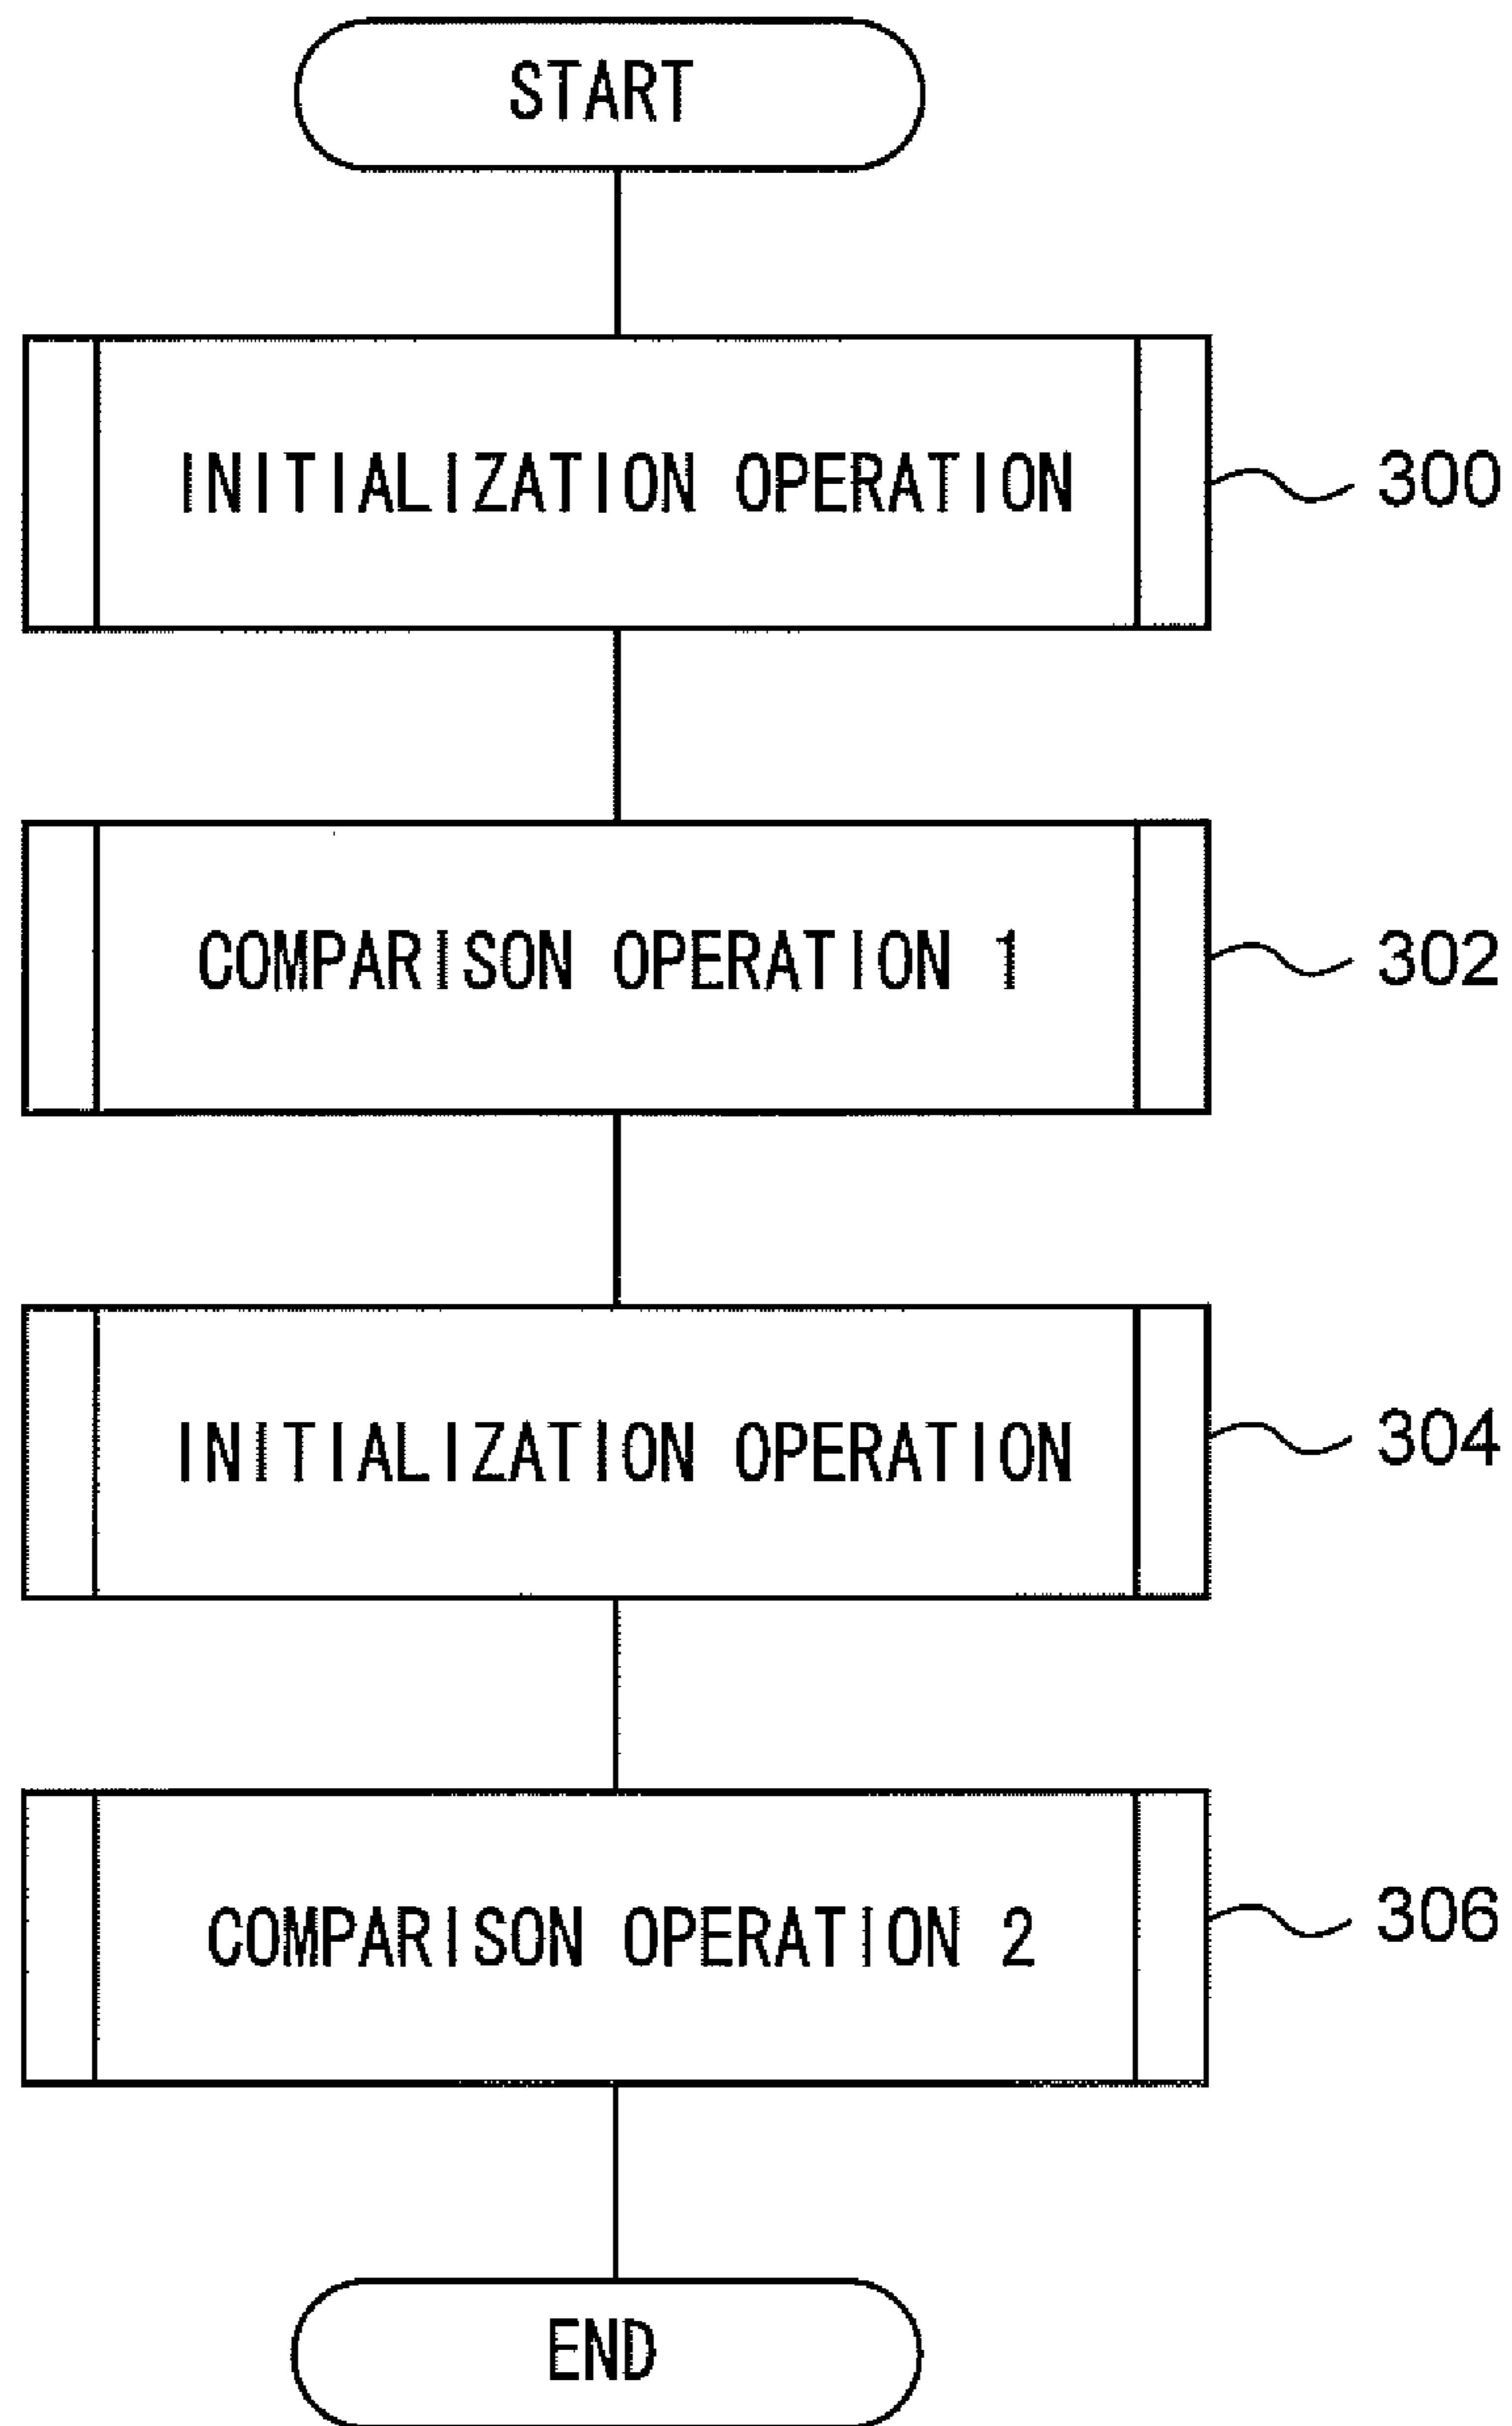 START
INITIALIZATION OPERATION 300
COMPARISON OPERATION 1 302
INITIALIZATION OPERATION 304
COMPARISON OPERATION 2 306
END